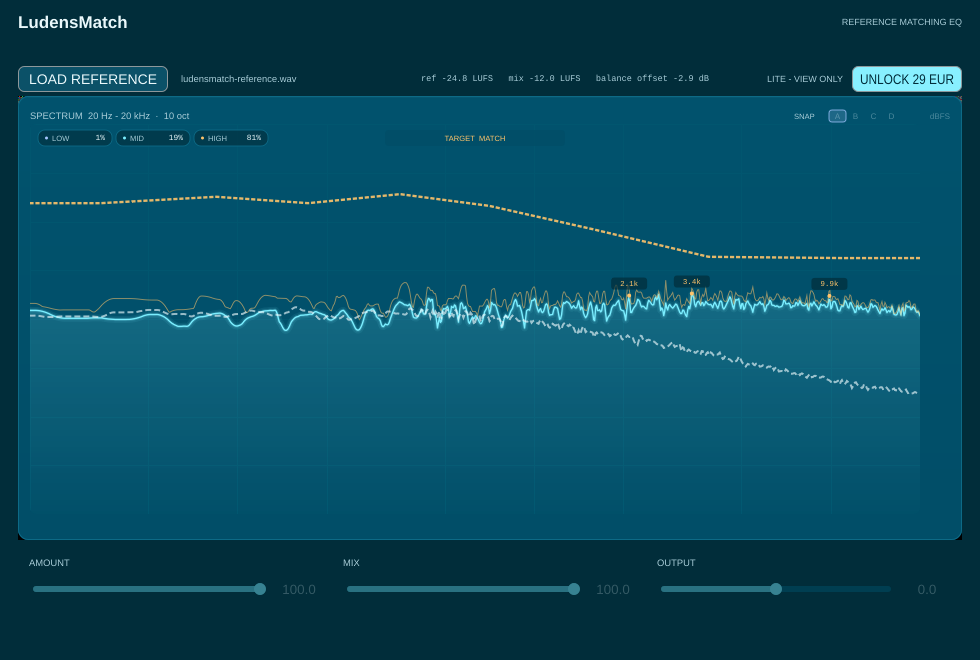 LudensMatch
REFERENCE MATCHING EQ
LOAD REFERENCE ludensmatch-reference.wav ref -24.8 LUFS mix -12.0 LUFS balance offset -2.9 dB LITE - VIEW ONLY UNLOCK 29 EUR
SPECTRUM 20 Hz - 20 kHz · 10 oct SNAP A B C D dBFS
LOW 1% MID 19% HIGH 81% TARGET MATCH
2.1k 3.4k 9.9k
AMOUNT MIX OUTPUT
100.0 100.0 0.0